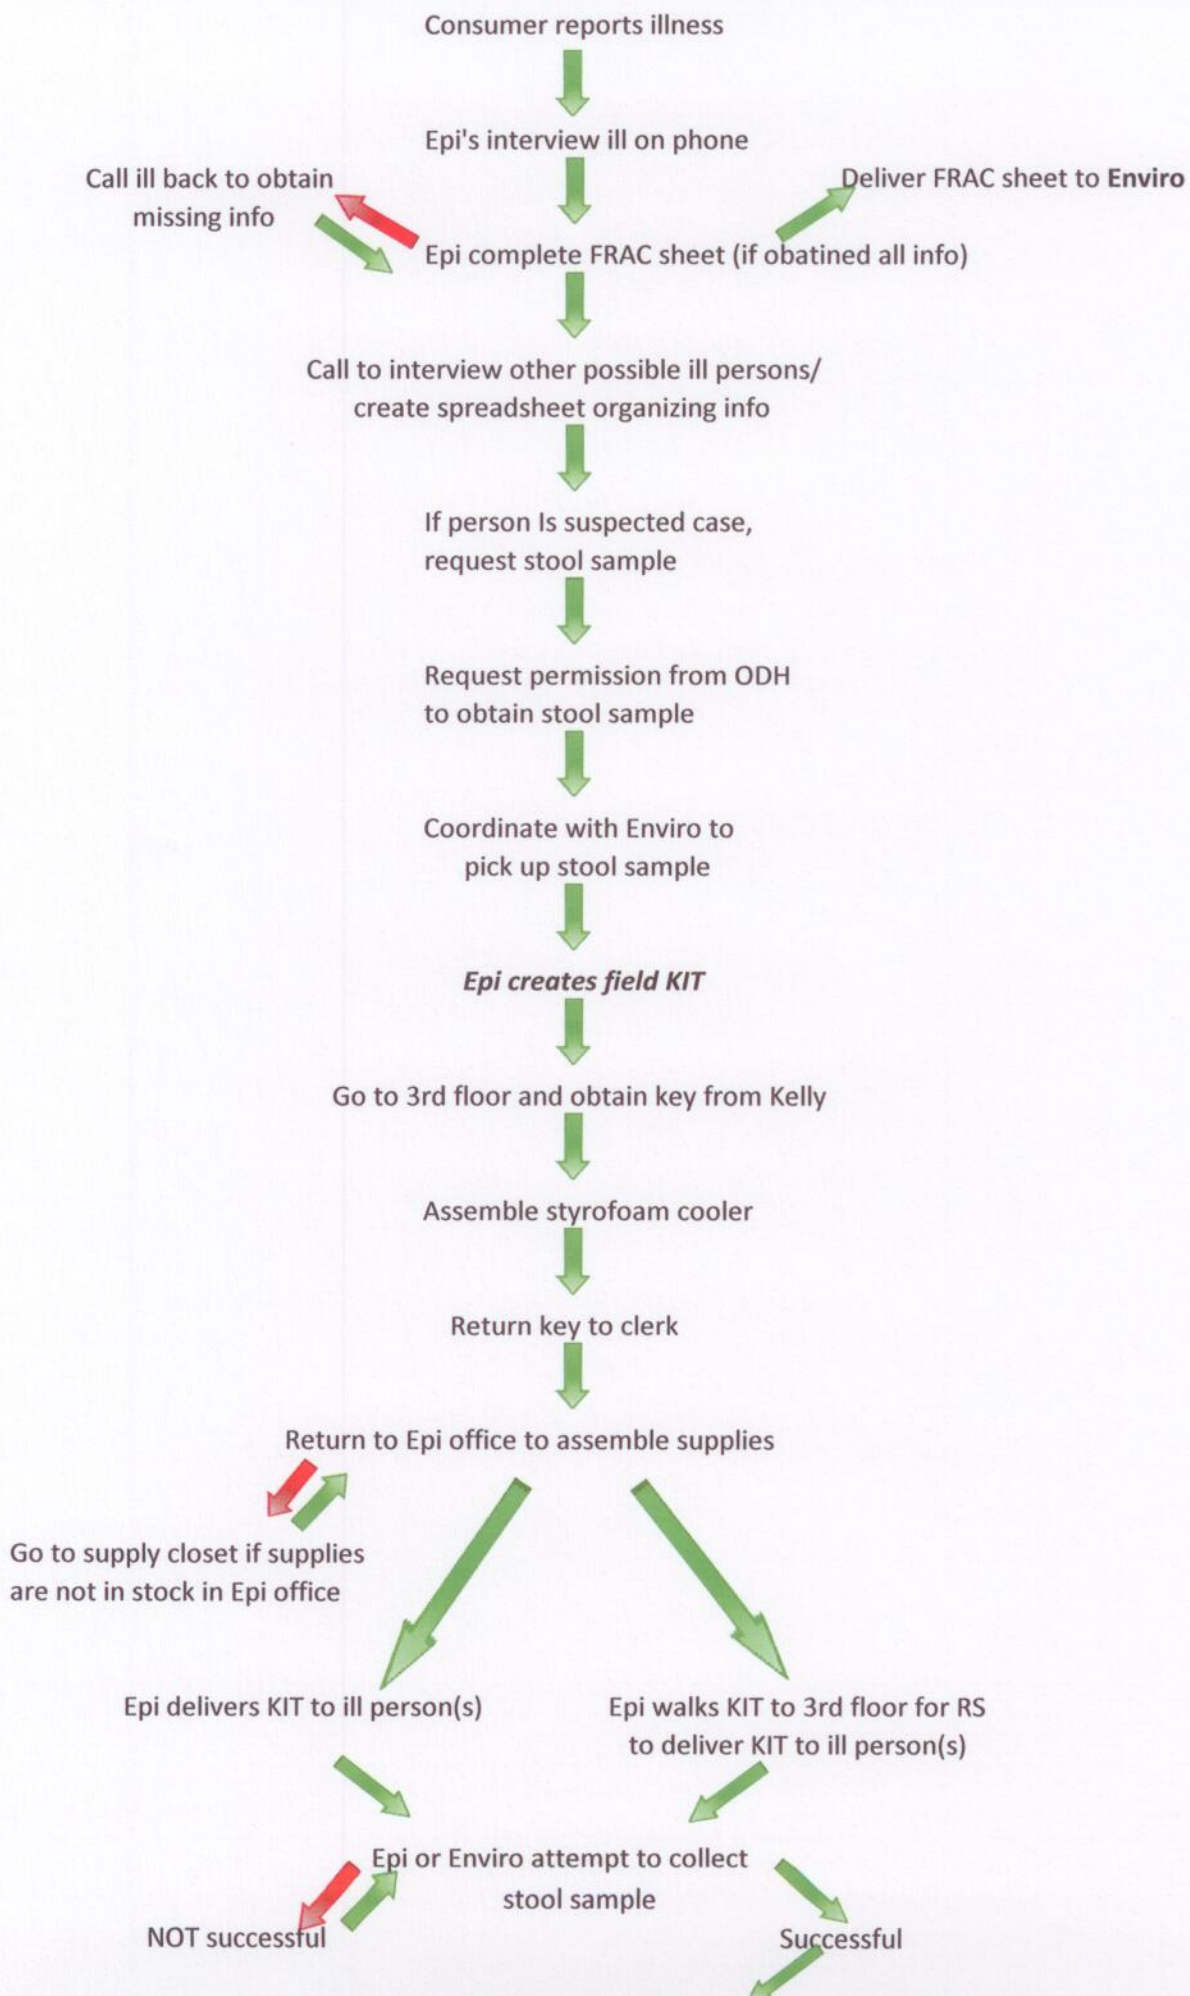 Consumer reports illness
Epi's interview ill on phone
Call ill back to obtain
missing info
Deliver FRAC sheet to Enviro
Epi complete FRAC sheet (if obatined all info)
Call to interview other possible ill persons/
create spreadsheet organizing info
If person Is suspected case,
request stool sample
Request permission from ODH
to obtain stool sample
Coordinate with Enviro to
pick up stool sample
Epi creates field KIT
Go to 3rd floor and obtain key from Kelly
Assemble styrofoam cooler
Return key to clerk
Return to Epi office to assemble supplies
Go to supply closet if supplies
are not in stock in Epi office
Epi delivers KIT to ill person(s)
Epi walks KIT to 3rd floor for RS
to deliver KIT to ill person(s)
Epi or Enviro attempt to collect
stool sample
NOT successful
Successful